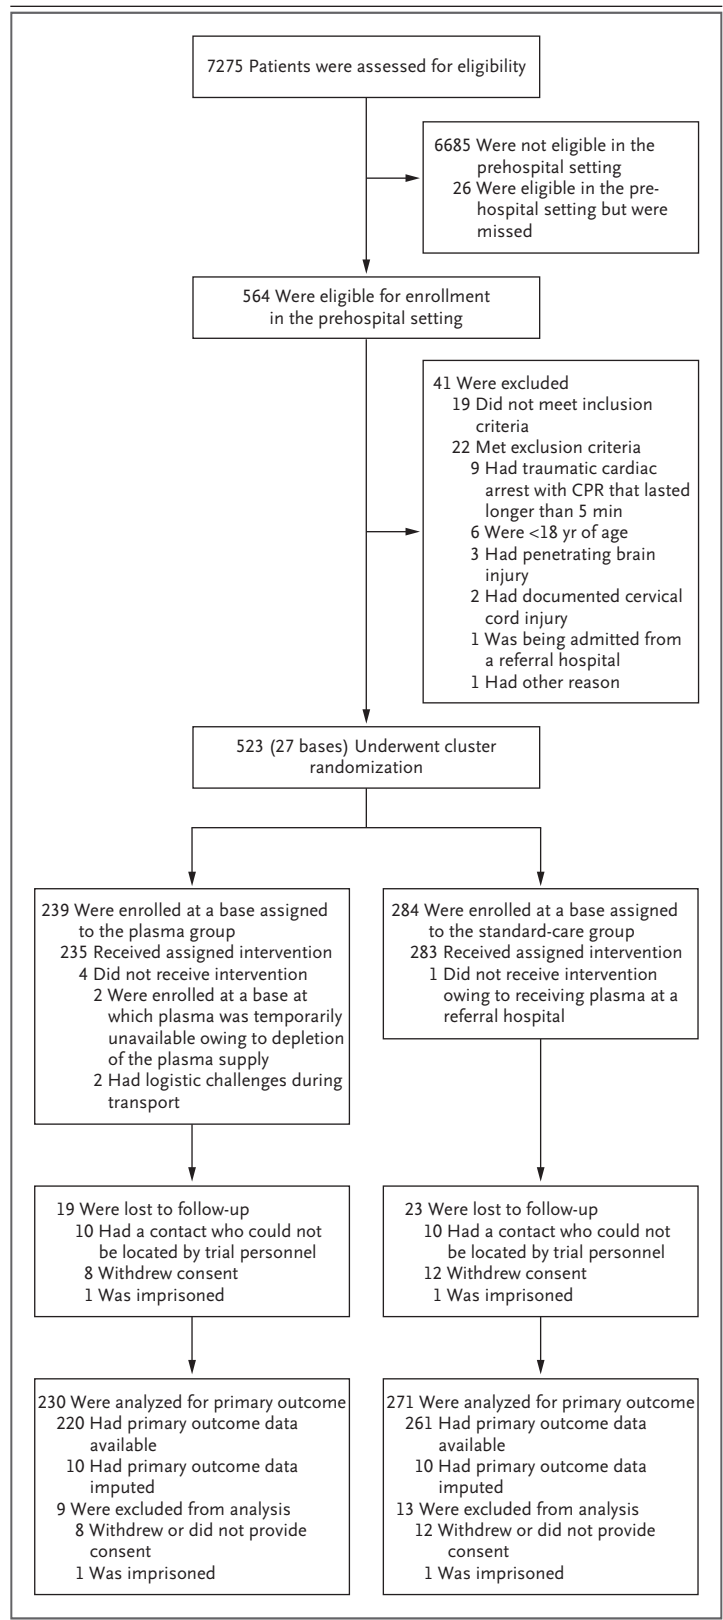 7275 Patients were assessed for eligibility
6685 Were not eligible in the
prehospital setting
26 Were eligible in the pre-
hospital setting but were
missed
564 Were eligible for enrollment
in the prehospital setting
41 Were excluded
19 Did not meet inclusion
criteria
22 Met exclusion criteria
9 Had traumatic cardiac
arrest with CPR that lasted
longer than 5 min
6 Were <18 yr of age
3 Had penetrating brain
injury
2 Had documented cervical
cord injury
1 Was being admitted from
a referral hospital
1 Had other reason
523 (27 bases) Underwent cluster
randomization
239 Were enrolled at a base assigned
to the plasma group
235 Received assigned intervention
4 Did not receive intervention
2 Were enrolled at a base at
which plasma was temporarily
unavailable owing to depletion
of the plasma supply
2 Had logistic challenges during
transport
284 Were enrolled at a base assigned
to the standard-care group
283 Received assigned intervention
1 Did not receive intervention
owing to receiving plasma at a
referral hospital
19 Were lost to follow-up
10 Had a contact who could not
be located by trial personnel
8 Withdrew consent
1 Was imprisoned
23 Were lost to follow-up
10 Had a contact who could not
be located by trial personnel
12 Withdrew consent
1 Was imprisoned
230 Were analyzed for primary outcome
220 Had primary outcome data
available
10 Had primary outcome data
imputed
9 Were excluded from analysis
8 Withdrew or did not provide
consent
1 Was imprisoned
271 Were analyzed for primary outcome
261 Had primary outcome data
available
10 Had primary outcome data
imputed
13 Were excluded from analysis
12 Withdrew or did not provide
consent
1 Was imprisoned